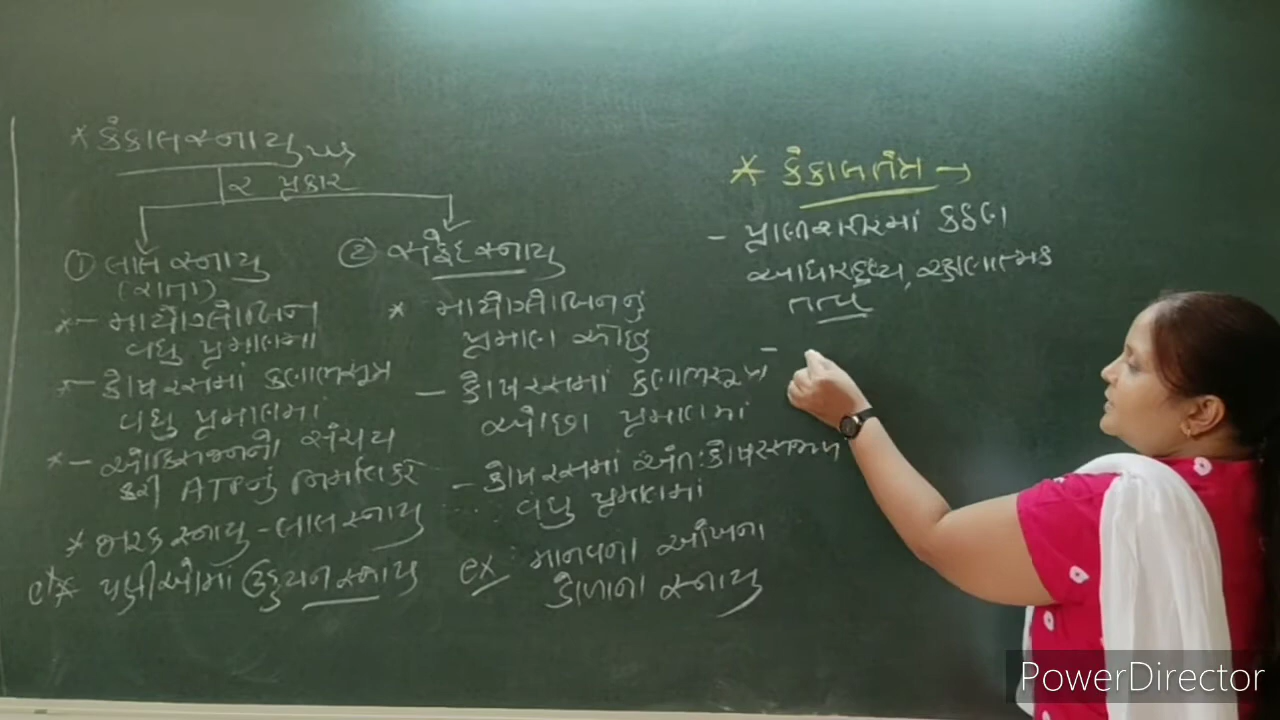 * કંકાલસ્નાયુ
૨ પ્રકાર
① લાલ સ્નાયુ
(રાતા)
*- માયોગ્લોબિન
વધુ પ્રમાણમાં
*- કોષરસમાં કણાભસૂત્ર
વધુ પ્રમાણમાં
*- ઓક્સિજનનો સંચય
કરી ATPનું નિર્માણ કરે
* જારક સ્નાયુ - લાલ સ્નાયુ
ex* પક્ષીઓમાં ઉડ્ડયન સ્નાયુ
② સફેદ સ્નાયુ
* માયોગ્લોબિનનું
પ્રમાણ ઓછું
- કોષરસમાં કણાભસૂત્ર
ઓછા પ્રમાણમાં
- કોષરસમાં અંતઃકોષરસજાળ
વધુ પ્રમાણમાં
ex: માનવના આંખના
ડોળાના સ્નાયુ
* કંકાલતંત્ર →
- પ્રાણીશરીરમાં કઠણ
આધારરૂપ, રક્ષણાત્મક
તત્વ
-
PowerDirector